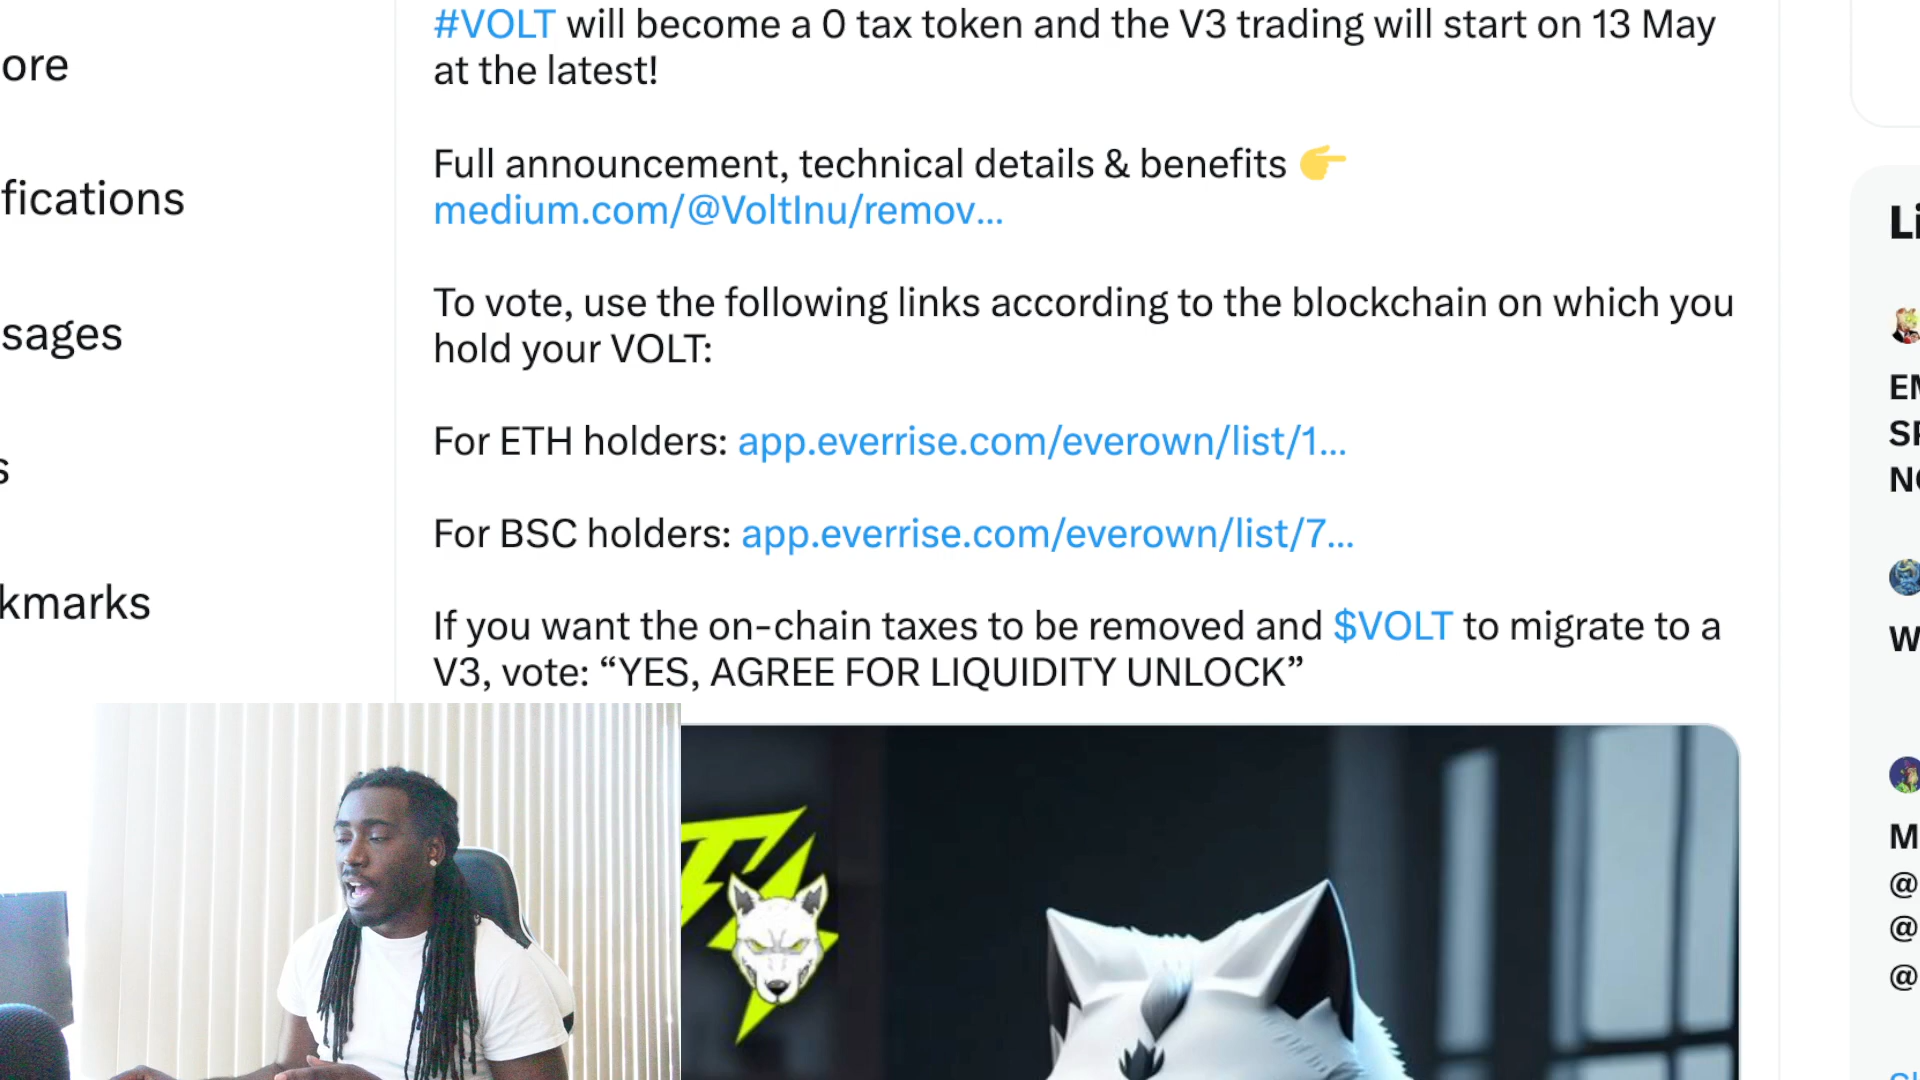 #VOLT will become a 0 tax token and the V3 trading will start on 13 May
at the latest!
Full announcement, technical details & benefits 👉
medium.com/@VoltInu/remov...
To vote, use the following links according to the blockchain on which you
hold your VOLT:
For ETH holders: app.everrise.com/everown/list/1...
For BSC holders: app.everrise.com/everown/list/7...
If you want the on-chain taxes to be removed and $VOLT to migrate to a
V3, vote: “YES, AGREE FOR LIQUIDITY UNLOCK”
ore
fications
sages
s
kmarks
Li
W
M
@
@
@